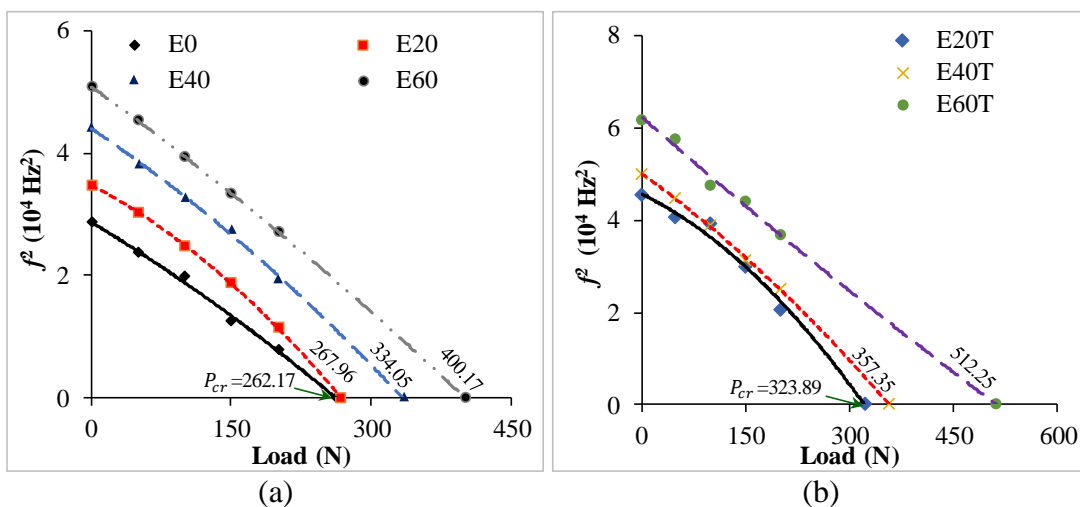 E0
E20
E40
E60
6
4
2
0
f² (10⁴ Hz²)
P_cr=262.17
267.96
334.05
400.17
0
150
300
450
Load (N)
(a)
E20T
E40T
E60T
8
6
4
2
0
f² (10⁴ Hz²)
P_cr=323.89
357.35
512.25
0
150
300
450
600
Load (N)
(b)